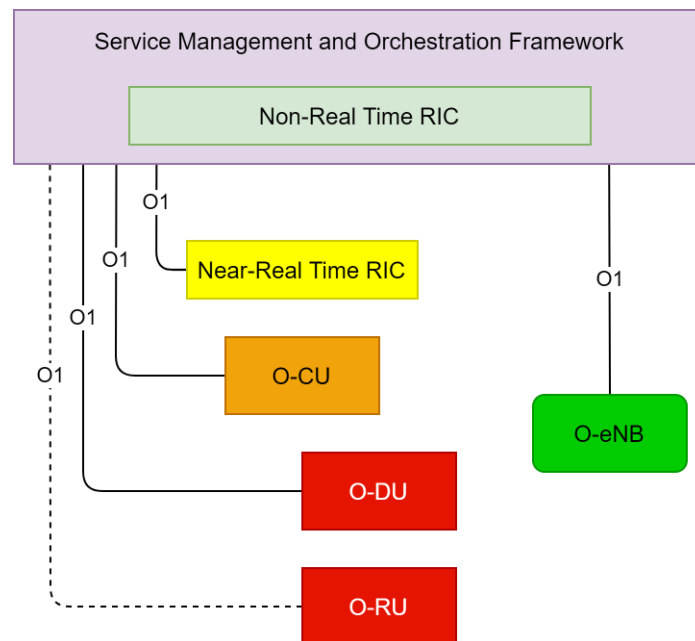 Service Management and Orchestration Framework
Non-Real Time RIC
O1
Near-Real Time RIC
O1
O1
O1
O-CU
O1
O-eNB
O-DU
O-RU